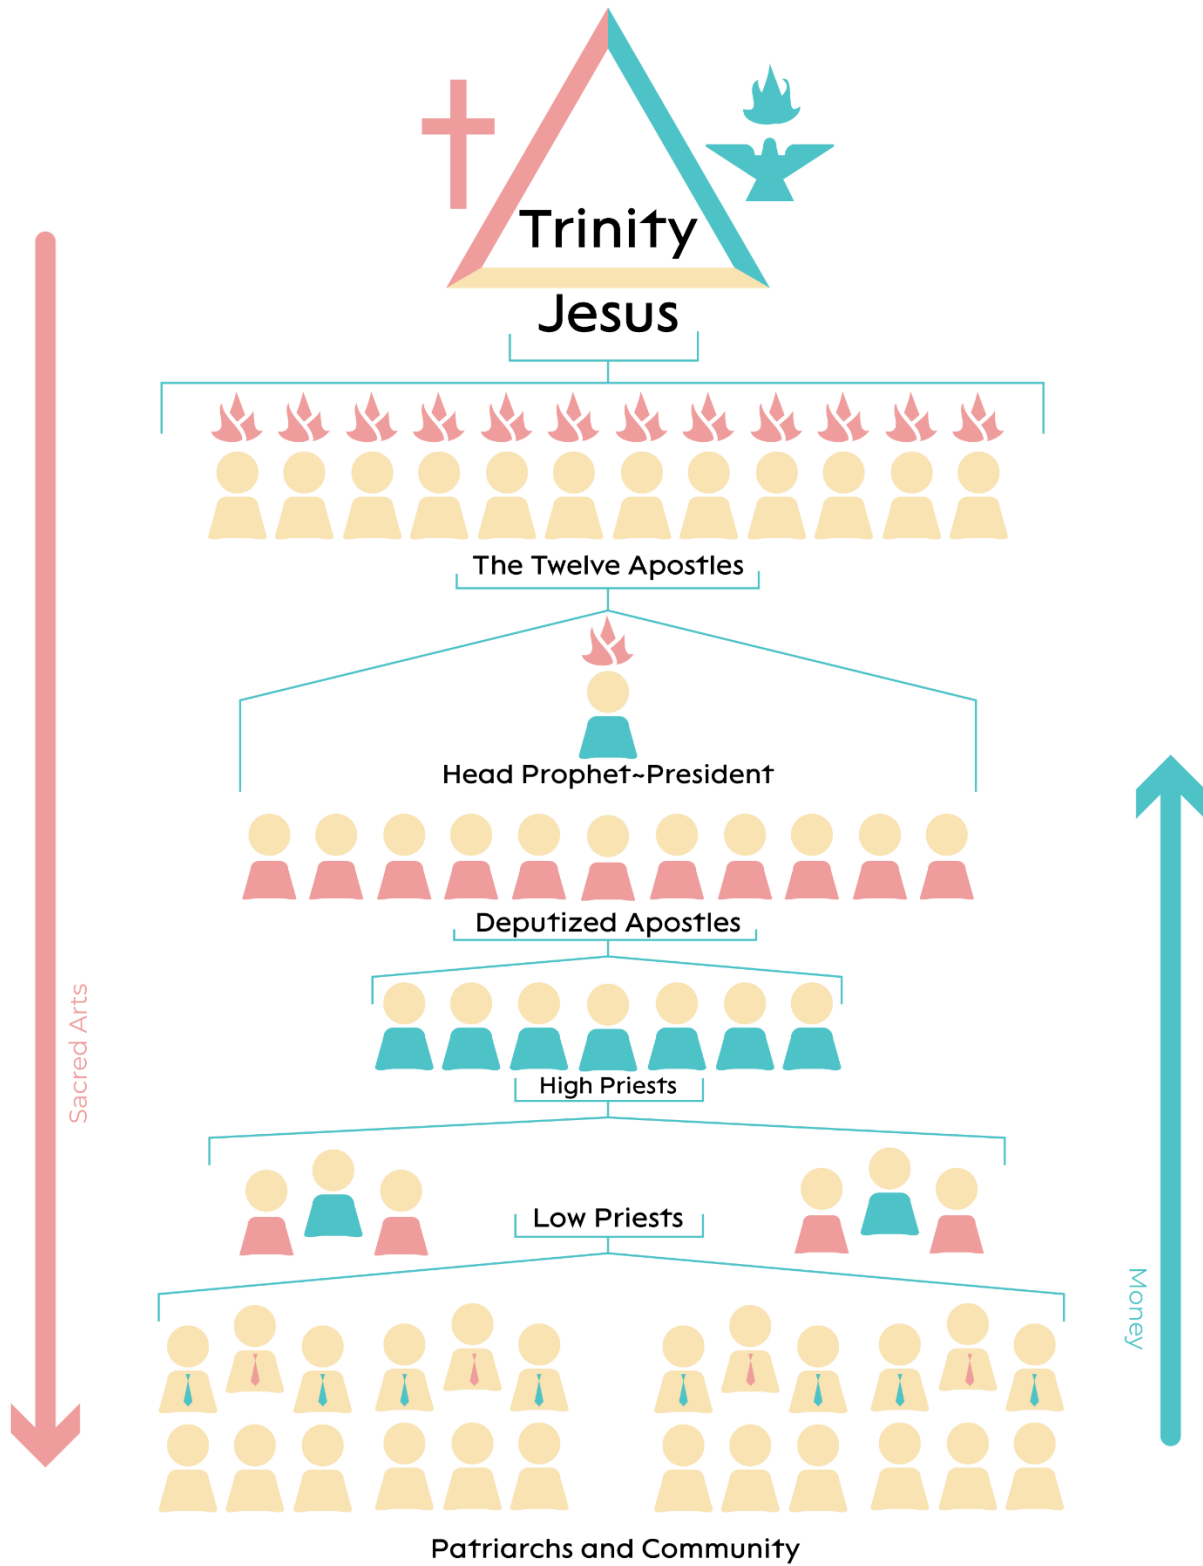 Trinity
Jesus
The Twelve Apostles
Head Prophet~President
Deputized Apostles
Sacred Arts
High Priests
Low Priests
Money
Patriarchs and Community